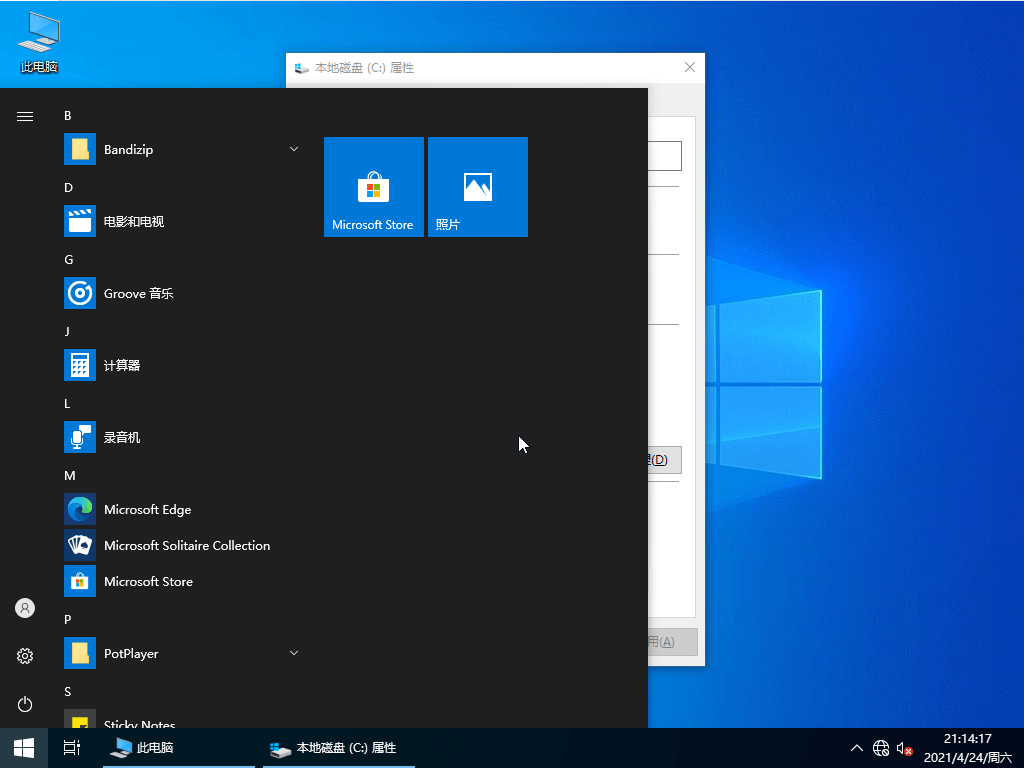 此电脑
本地磁盘 (C:) 属性
B
Bandizip
D
电影和电视
G
Groove 音乐
J
计算器
L
录音机
M
Microsoft Edge
Microsoft Solitaire Collection
Microsoft Store
P
PotPlayer
S
Sticky Notes
Microsoft Store
照片
(D)
用(A)
此电脑
本地磁盘 (C:) 属性
21:14:17
2021/4/24/周六